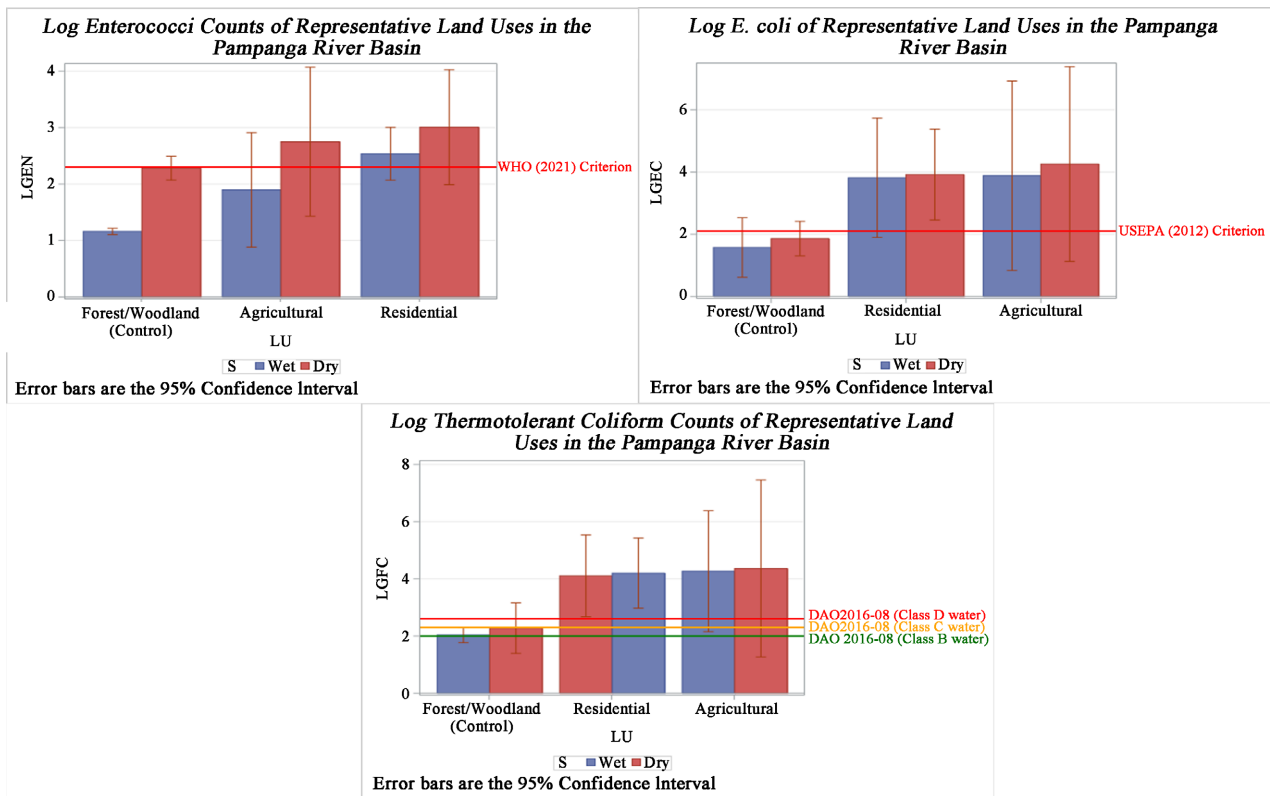 Log Enterococci Counts of Representative Land Uses in the
Pampanga River Basin
4
3
2
1
0
LGEN
WHO (2021) Criterion
Forest/Woodland
(Control)
Agricultural
Residential
LU
S Wet Dry
Error bars are the 95% Confidence Interval
Log E. coli of Representative Land Uses in the Pampanga
River Basin
6
4
2
0
LGEC
USEPA (2012) Criterion
Forest/Woodland
(Control)
Residential
Agricultural
LU
S Wet Dry
Error bars are the 95% Confidence Interval
Log Thermotolerant Coliform Counts of Representative Land
Uses in the Pampanga River Basin
8
6
4
2
0
LGFC
DAO2016-08 (Class D water)
DAO2016-08 (Class C water)
DAO 2016-08 (Class B water)
Forest/Woodland
(Control)
Residential
Agricultural
LU
S Wet Dry
Error bars are the 95% Confidence Interval